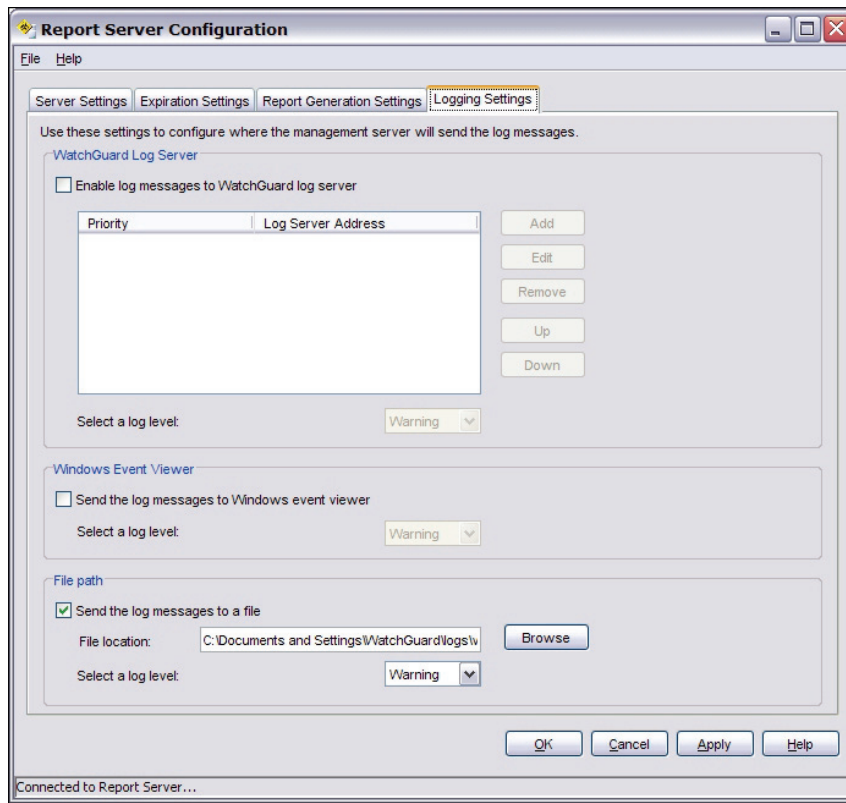 Report Server Configuration
File Help
Server Settings Expiration Settings Report Generation Settings Logging Settings
Use these settings to configure where the management server will send the log messages.
WatchGuard Log Server
Enable log messages to WatchGuard log server
Priority Log Server Address
Add
Edit
Remove
Up
Down
Select a log level: Warning
Windows Event Viewer
Send the log messages to Windows event viewer
Select a log level: Warning
File path
Send the log messages to a file
File location: C:\Documents and Settings\WatchGuard\logs\ Browse
Select a log level: Warning
OK Cancel Apply Help
Connected to Report Server...